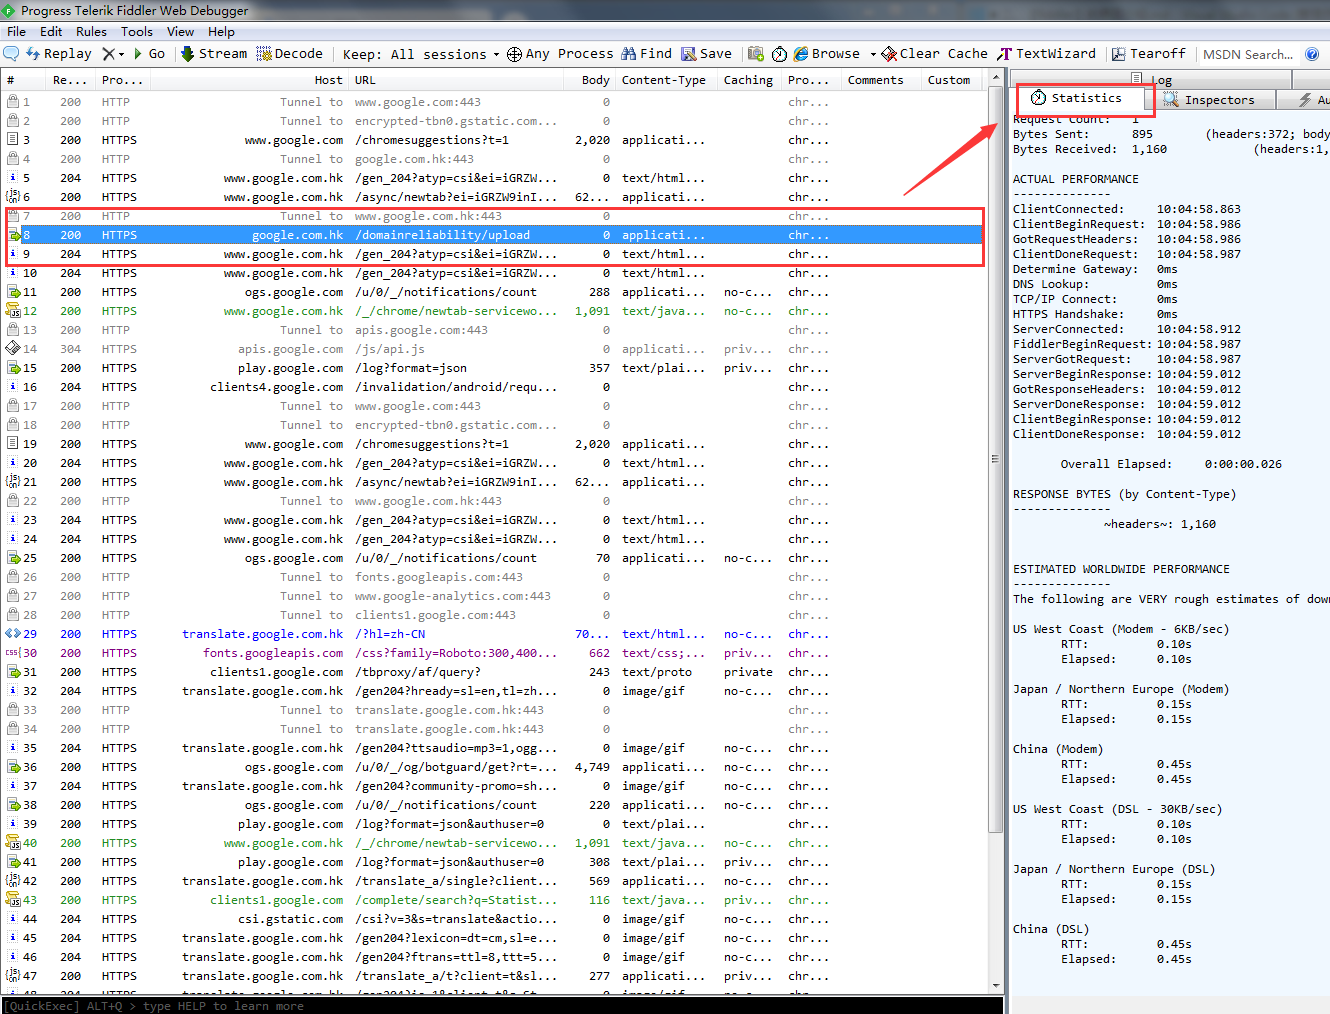 Progress Telerik Fiddler Web Debugger
File Edit Rules Tools View Help
Replay Go Stream Decode Keep: All sessions Any Process Find Save Browse Clear Cache TextWizard Tearoff MSDN Search...
# Re... Pro... Host URL Body Content-Type Caching Pro... Comments Custom
1 200 HTTP Tunnel to www.google.com:443 0 chr...
2 200 HTTP Tunnel to encrypted-tbn0.gstatic.com... 0 chr...
3 200 HTTPS www.google.com /chromesuggestions?t=1 2,020 applicati... chr...
4 200 HTTP Tunnel to google.com.hk:443 0 chr...
5 204 HTTPS www.google.com.hk /gen_204?atyp=csi&ei=iGRZW... 0 text/html... chr...
6 200 HTTPS www.google.com.hk /async/newtab?ei=iGRZW9inI... 62... applicati... chr...
7 200 HTTP Tunnel to www.google.com.hk:443 0 chr...
8 200 HTTPS google.com.hk /domainreliability/upload 0 applicati... chr...
9 204 HTTPS www.google.com.hk /gen_204?atyp=csi&ei=iGRZW... 0 text/html... chr...
10 204 HTTPS www.google.com.hk /gen_204?atyp=csi&ei=iGRZW... 0 text/html... chr...
11 200 HTTPS ogs.google.com /u/0/_/notifications/count 288 applicati... no-c... chr...
12 200 HTTPS www.google.com.hk /_/chrome/newtab-servicewo... 1,091 text/java... no-c... chr...
13 200 HTTP Tunnel to apis.google.com:443 0 chr...
14 304 HTTPS apis.google.com /js/api.js 0 applicati... priv... chr...
15 200 HTTPS play.google.com /log?format=json 357 text/plai... priv... chr...
16 204 HTTPS clients4.google.com /invalidation/android/requ... 0 chr...
17 200 HTTP Tunnel to www.google.com:443 0 chr...
18 200 HTTP Tunnel to encrypted-tbn0.gstatic.com... 0 chr...
19 200 HTTPS www.google.com /chromesuggestions?t=1 2,020 applicati... chr...
20 204 HTTPS www.google.com.hk /gen_204?atyp=csi&ei=iGRZW... 0 text/html... chr...
21 200 HTTPS www.google.com.hk /async/newtab?ei=iGRZW9inI... 62... applicati... chr...
22 200 HTTP Tunnel to www.google.com.hk:443 0 chr...
23 204 HTTPS www.google.com.hk /gen_204?atyp=csi&ei=iGRZW... 0 text/html... chr...
24 204 HTTPS www.google.com.hk /gen_204?atyp=csi&ei=iGRZW... 0 text/html... chr...
25 200 HTTPS ogs.google.com /u/0/_/notifications/count 70 applicati... no-c... chr...
26 200 HTTP Tunnel to fonts.googleapis.com:443 0 chr...
27 200 HTTP Tunnel to www.google-analytics.com:443 0 chr...
28 200 HTTP Tunnel to clients1.google.com:443 0 chr...
29 200 HTTPS translate.google.com.hk /?hl=zh-CN 70... text/html... no-c... chr...
30 200 HTTPS fonts.googleapis.com /css?family=Roboto:300,400... 662 text/css;... priv... chr...
31 200 HTTPS clients1.google.com /tbproxy/af/query? 243 text/proto private chr...
32 204 HTTPS translate.google.com.hk /gen204?hready=sl=en,tl=zh... 0 image/gif no-c... chr...
33 200 HTTP Tunnel to translate.google.com.hk:443 0 chr...
34 200 HTTP Tunnel to translate.google.com.hk:443 0 chr...
35 204 HTTPS translate.google.com.hk /gen204?ttsaudio=mp3=1,ogg... 0 image/gif no-c... chr...
36 200 HTTPS ogs.google.com /u/0/_/og/botguard/get?rt=... 4,749 applicati... no-c... chr...
37 204 HTTPS translate.google.com.hk /gen204?community-promo=sh... 0 image/gif no-c... chr...
38 200 HTTPS ogs.google.com /u/0/_/notifications/count 220 applicati... no-c... chr...
39 200 HTTPS play.google.com /log?format=json&authuser=0 0 text/plai... chr...
40 200 HTTPS www.google.com.hk /_/chrome/newtab-servicewo... 1,091 text/java... no-c... chr...
41 200 HTTPS play.google.com /log?format=json&authuser=0 308 text/plai... priv... chr...
42 200 HTTPS translate.google.com.hk /translate_a/single?client... 569 applicati... priv... chr...
43 200 HTTPS clients1.google.com /complete/search?q=Statist... 116 text/java... priv... chr...
44 204 HTTPS csi.gstatic.com /csi?v=3&s=translate&actio... 0 image/gif chr...
45 204 HTTPS translate.google.com.hk /gen204?lexicon=dt=cm,sl=e... 0 image/gif no-c... chr...
46 204 HTTPS translate.google.com.hk /gen204?ftrans=ttl=8,ttt=5... 0 image/gif no-c... chr...
47 200 HTTPS translate.google.com.hk /translate_a/t?client=t&sl... 277 applicati... priv... chr...
[QuickExec] ALT+Q > type HELP to learn more
Log
Statistics Inspectors Au
Request Count: 1
Bytes Sent: 895 (headers:372; body
Bytes Received: 1,160 (headers:1,
ACTUAL PERFORMANCE
--------------
ClientConnected: 10:04:58.863
ClientBeginRequest: 10:04:58.986
GotRequestHeaders: 10:04:58.986
ClientDoneRequest: 10:04:58.987
Determine Gateway: 0ms
DNS Lookup: 0ms
TCP/IP Connect: 0ms
HTTPS Handshake: 0ms
ServerConnected: 10:04:58.912
FiddlerBeginRequest: 10:04:58.987
ServerGotRequest: 10:04:58.987
ServerBeginResponse: 10:04:59.012
GotResponseHeaders: 10:04:59.012
ServerDoneResponse: 10:04:59.012
ClientBeginResponse: 10:04:59.012
ClientDoneResponse: 10:04:59.012
Overall Elapsed: 0:00:00.026
RESPONSE BYTES (by Content-Type)
--------------
~headers~: 1,160
ESTIMATED WORLDWIDE PERFORMANCE
--------------
The following are VERY rough estimates of dow
US West Coast (Modem - 6KB/sec)
RTT: 0.10s
Elapsed: 0.10s
Japan / Northern Europe (Modem)
RTT: 0.15s
Elapsed: 0.15s
China (Modem)
RTT: 0.45s
Elapsed: 0.45s
US West Coast (DSL - 30KB/sec)
RTT: 0.10s
Elapsed: 0.10s
Japan / Northern Europe (DSL)
RTT: 0.15s
Elapsed: 0.15s
China (DSL)
RTT: 0.45s
Elapsed: 0.45s